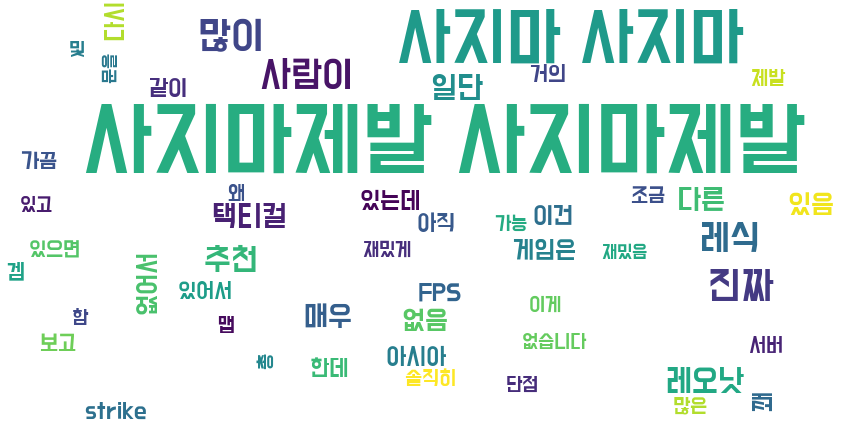 사지마 사지마
다시
많이
및
사람이
거의
제발
같이
일단
사지마제발 사지마제발
가끔
왜
조금
있고
있는데
다른
있음
택티컬
아직
가능
이건
레식
있으면
재밌게
게임은
재밌음
추천
겜
없어서
있어서
진짜
FPS
이게
함
맵
매우
없음
보고
없습니다
서버
아시아
한데
솔직히
단점
레오낫
많은
strike